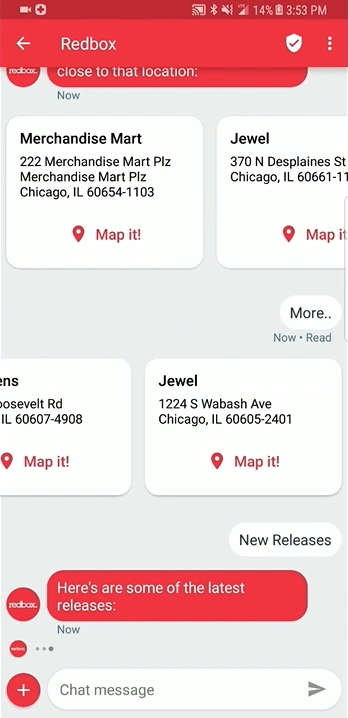 14% 3:53 PM
Redbox
redbox.
close to that location:
Now
Merchandise Mart
222 Merchandise Mart Plz
Merchandise Mart Plz
Chicago, IL 60654-1103
Map it!
Jewel
370 N Desplaines St
Chicago, IL 60661-11
Map it
More..
Now • Read
ens
oosevelt Rd
IL 60607-4908
Map it!
Jewel
1224 S Wabash Ave
Chicago, IL 60605-2401
Map it!
New Releases
redbox.
Here's are some of the latest
releases:
Now
Chat message